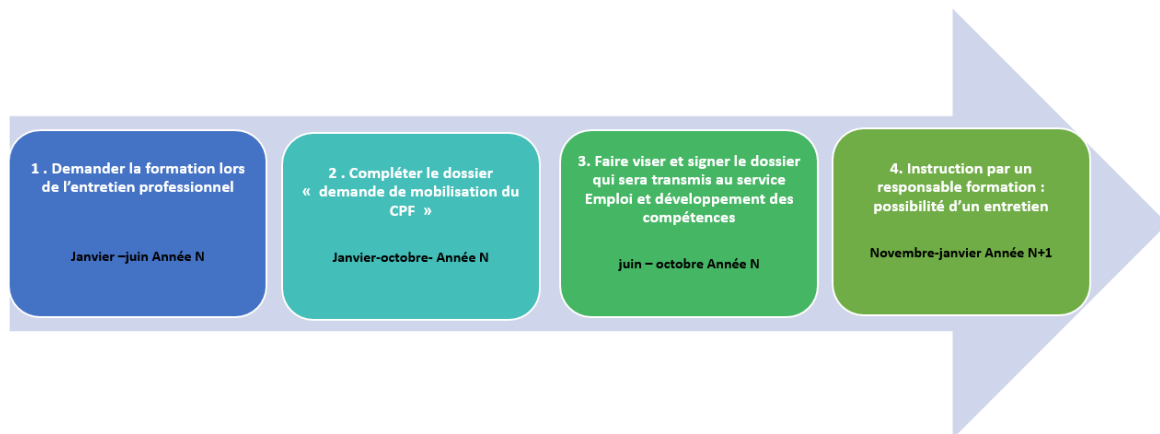 1 . Demander la formation lors
de l’entretien professionnel
Janvier –juin Année N
2 . Compléter le dossier
«  demande de mobilisation du
CPF  »
Janvier-octobre- Année N
3. Faire viser et signer le dossier
qui sera transmis au service
Emploi et développement des
compétences
juin – octobre Année N
4. Instruction par un
responsable formation :
possibilité d’un entretien
Novembre-janvier Année N+1